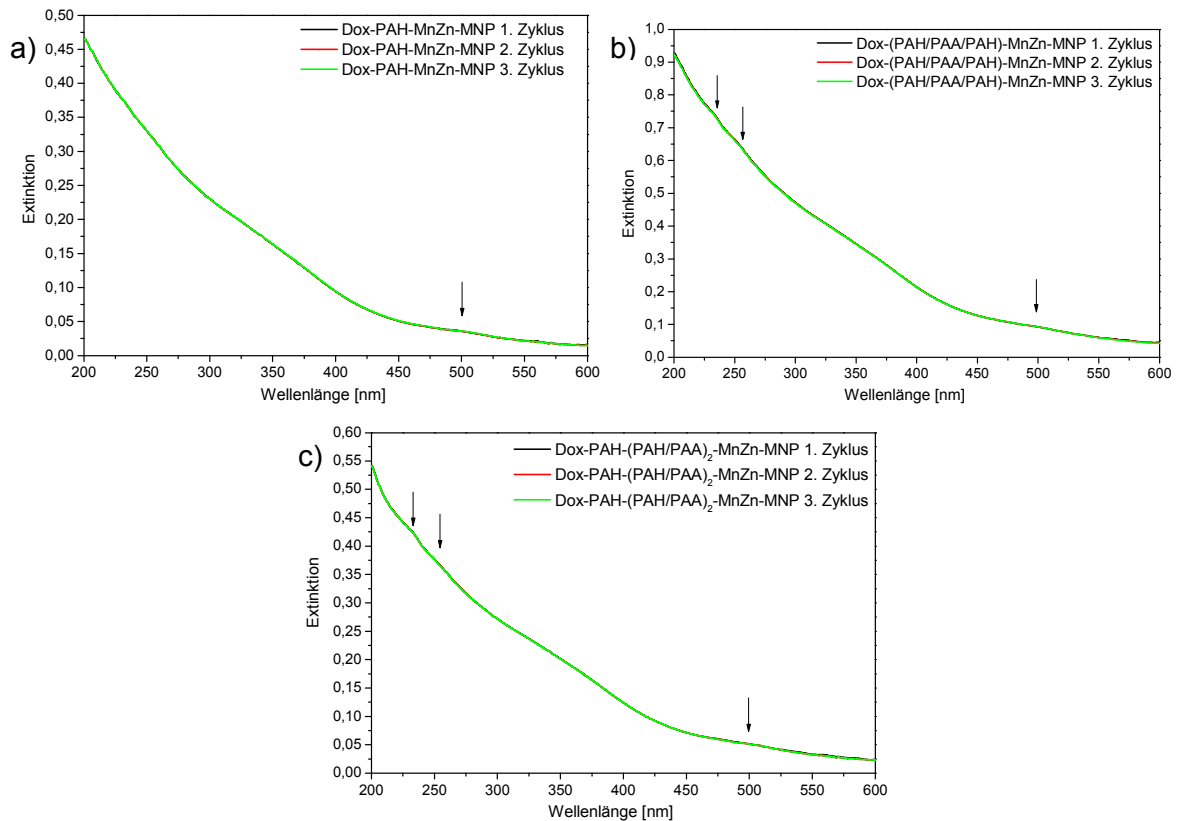 a)
Dox-PAH-MnZn-MNP 1. Zyklus
Dox-PAH-MnZn-MNP 2. Zyklus
Dox-PAH-MnZn-MNP 3. Zyklus
0,50
0,45
0,40
0,35
0,30
0,25
0,20
0,15
0,10
0,05
0,00
Extinktion
200 250 300 350 400 450 500 550 600
Wellenlänge [nm]
b)
Dox-(PAH/PAA/PAH)-MnZn-MNP 1. Zyklus
Dox-(PAH/PAA/PAH)-MnZn-MNP 2. Zyklus
Dox-(PAH/PAA/PAH)-MnZn-MNP 3. Zyklus
1,0
0,9
0,8
0,7
0,6
0,5
0,4
0,3
0,2
0,1
0,0
Extinktion
200 250 300 350 400 450 500 550 600
Wellenlänge [nm]
c)
Dox-PAH-(PAH/PAA)₂-MnZn-MNP 1. Zyklus
Dox-PAH-(PAH/PAA)₂-MnZn-MNP 2. Zyklus
Dox-PAH-(PAH/PAA)₂-MnZn-MNP 3. Zyklus
0,60
0,55
0,50
0,45
0,40
0,35
0,30
0,25
0,20
0,15
0,10
0,05
0,00
Extinktion
200 250 300 350 400 450 500 550 600
Wellenlänge [nm]